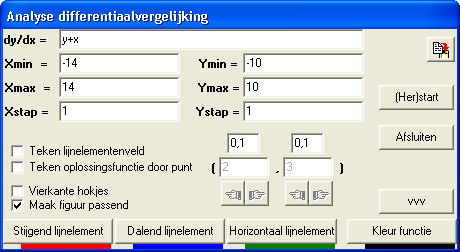 Analyse differentiaalvergelijking
dy/dx = y+x
Xmin = -14 Ymin = -10
Xmax = 14 Ymax = 10
Xstap = 1 Ystap = 1
(Her)start
Afsluiten
0,1 0,1
Teken lijnelementenveld
Teken oplossingsfunctie door punt ( 2 , 3 )
Vierkante hokjes
Maak figuur passend
vvv
Stijgend lijnelement Dalend lijnelement Horizontaal lijnelement Kleur functie